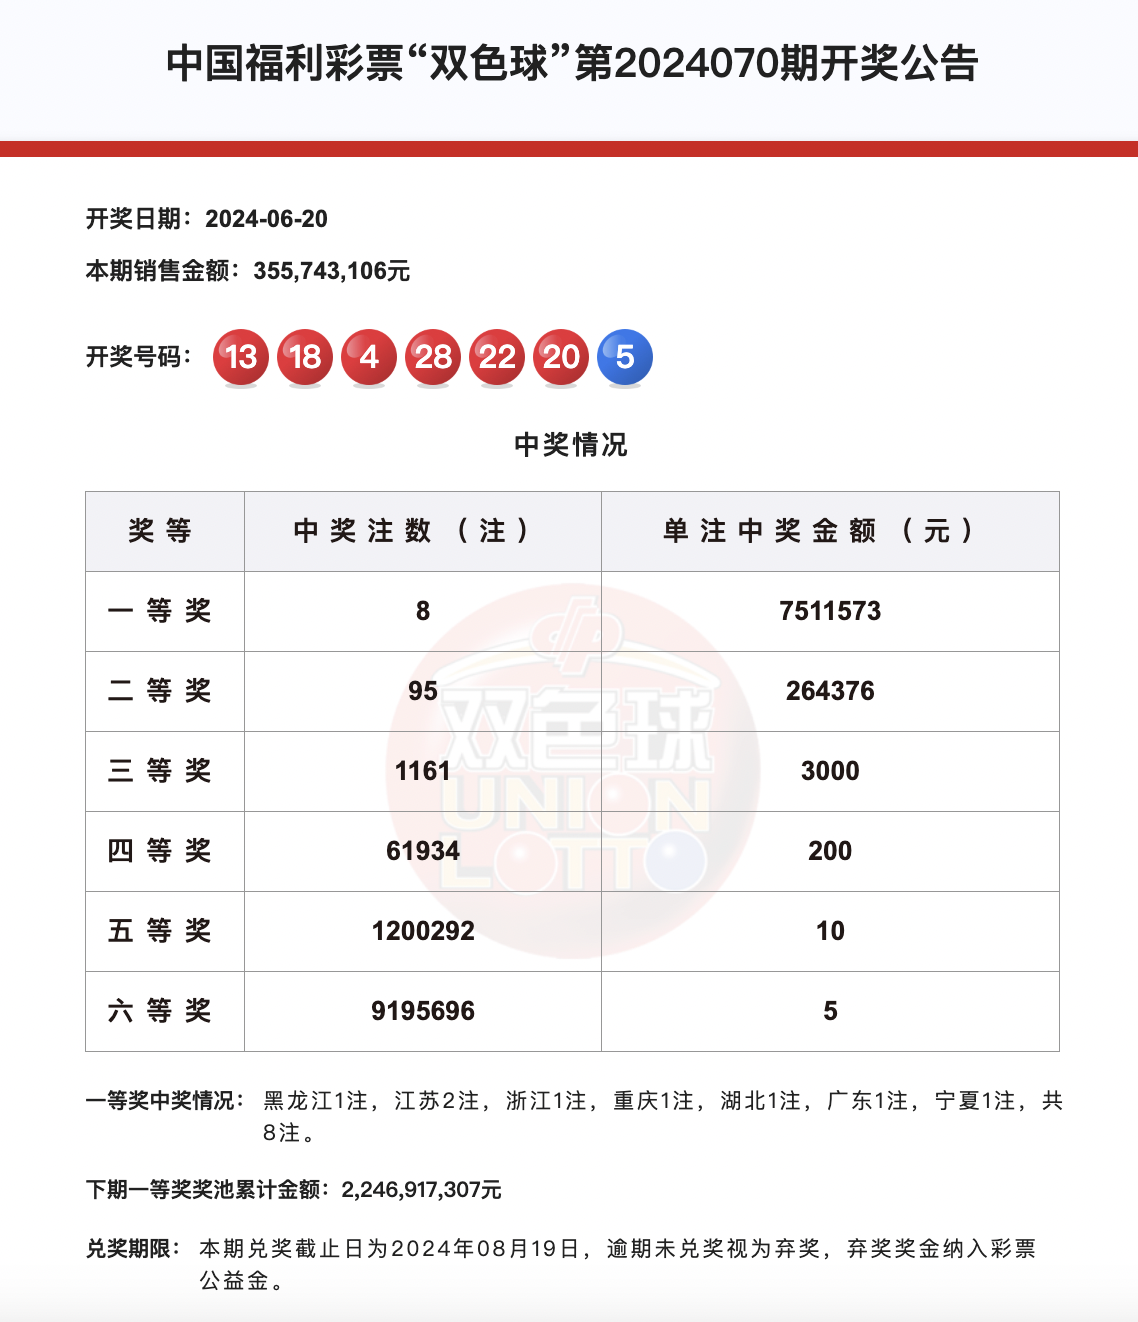 中国福利彩票“双色球”第2024070期开奖公告
开奖日期：2024-06-20
本期销售金额：355,743,106元
开奖号码： 13 18 4 28 22 20 5
中奖情况
奖等 中奖注数（注） 单注中奖金额（元）
一等奖 8 7511573
二等奖 95 264376
三等奖 1161 3000
四等奖 61934 200
五等奖 1200292 10
六等奖 9195696 5
双色球
UNION
LOTTO
一等奖中奖情况： 黑龙江1注，江苏2注，浙江1注，重庆1注，湖北1注，广东1注，宁夏1注，共
8注。
下期一等奖奖池累计金额：2,246,917,307元
兑奖期限： 本期兑奖截止日为2024年08月19日，逾期未兑奖视为弃奖，弃奖奖金纳入彩票
公益金。